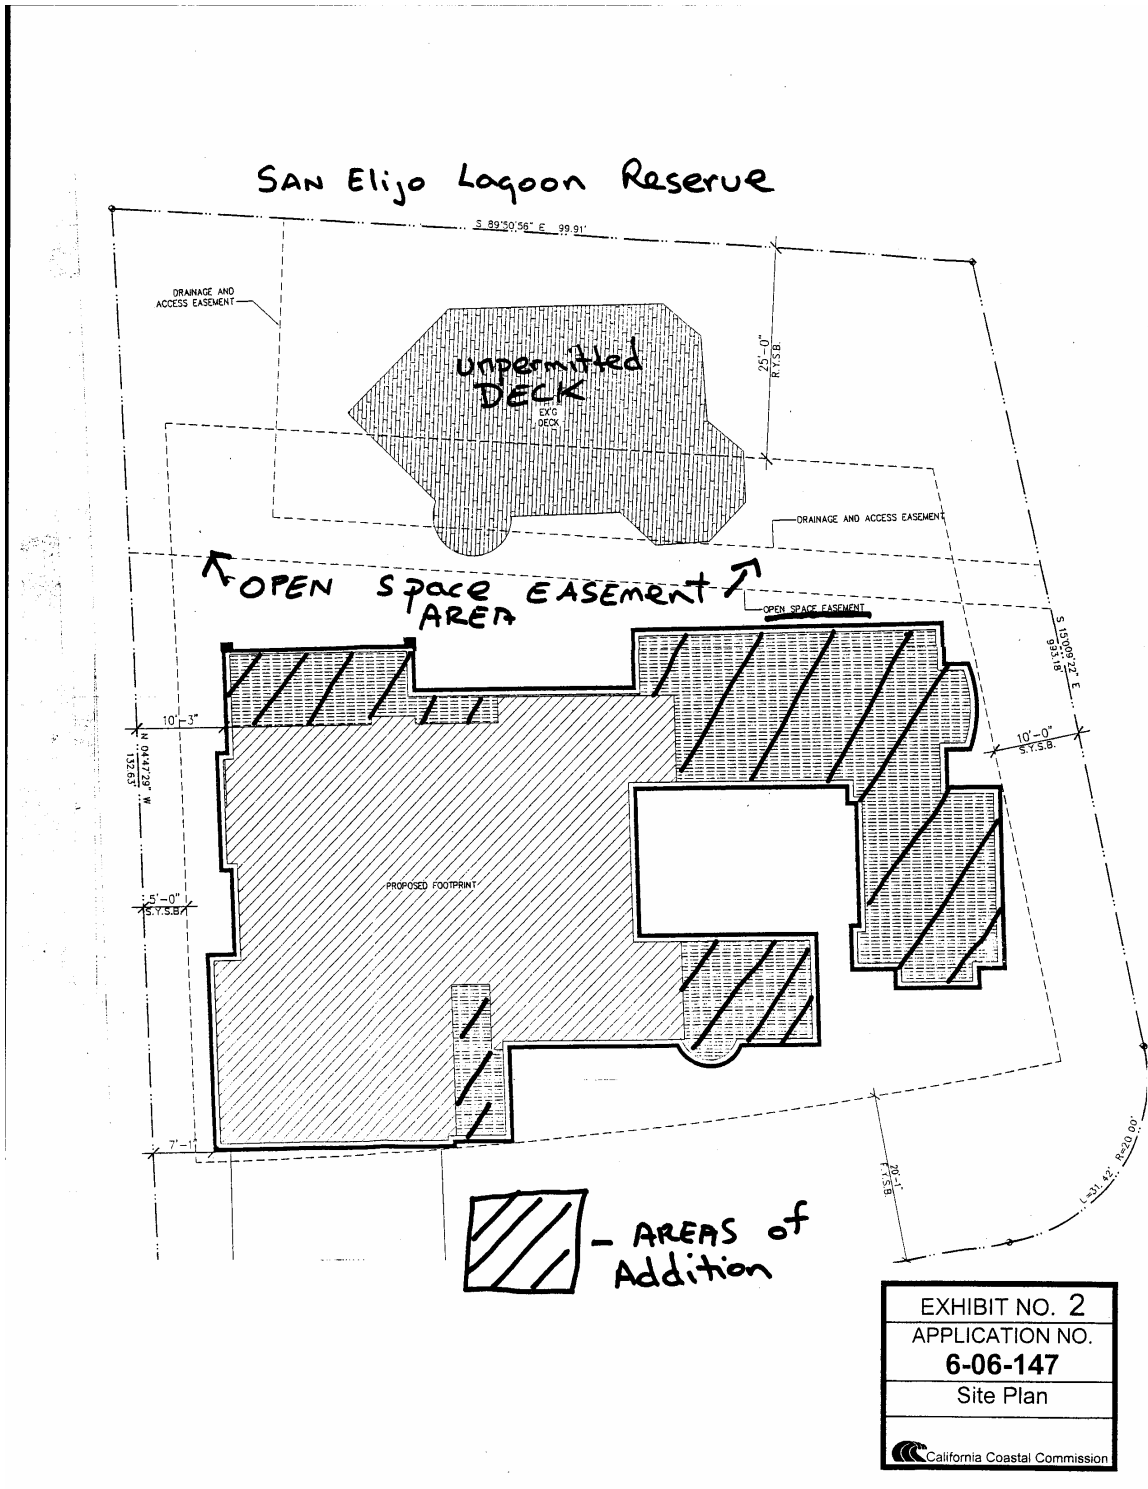 SAN Elijo Lagoon Reserve
S 89°50'56" E 99.91'
DRAINAGE AND
ACCESS EASEMENT
25'-0"
R.Y.S.B.
unpermitted
DECK
EX'G
DECK
DRAINAGE AND ACCESS EASEMENT
OPEN Space EASEment
AREA
OPEN SPACE EASEMENT
S 15°09'22" E
10'-3"
N 04°47'29" W
132.63'
10'-0"
S.Y.S.B.
PROPOSED FOOTPRINT
5'-0"
S.Y.S.B.
7'-1"
20'-1"
F.Y.S.B.
L=31.42' R=20.00'
- AREAS of
Addition
EXHIBIT NO. 2
APPLICATION NO.
6-06-147
Site Plan
California Coastal Commission